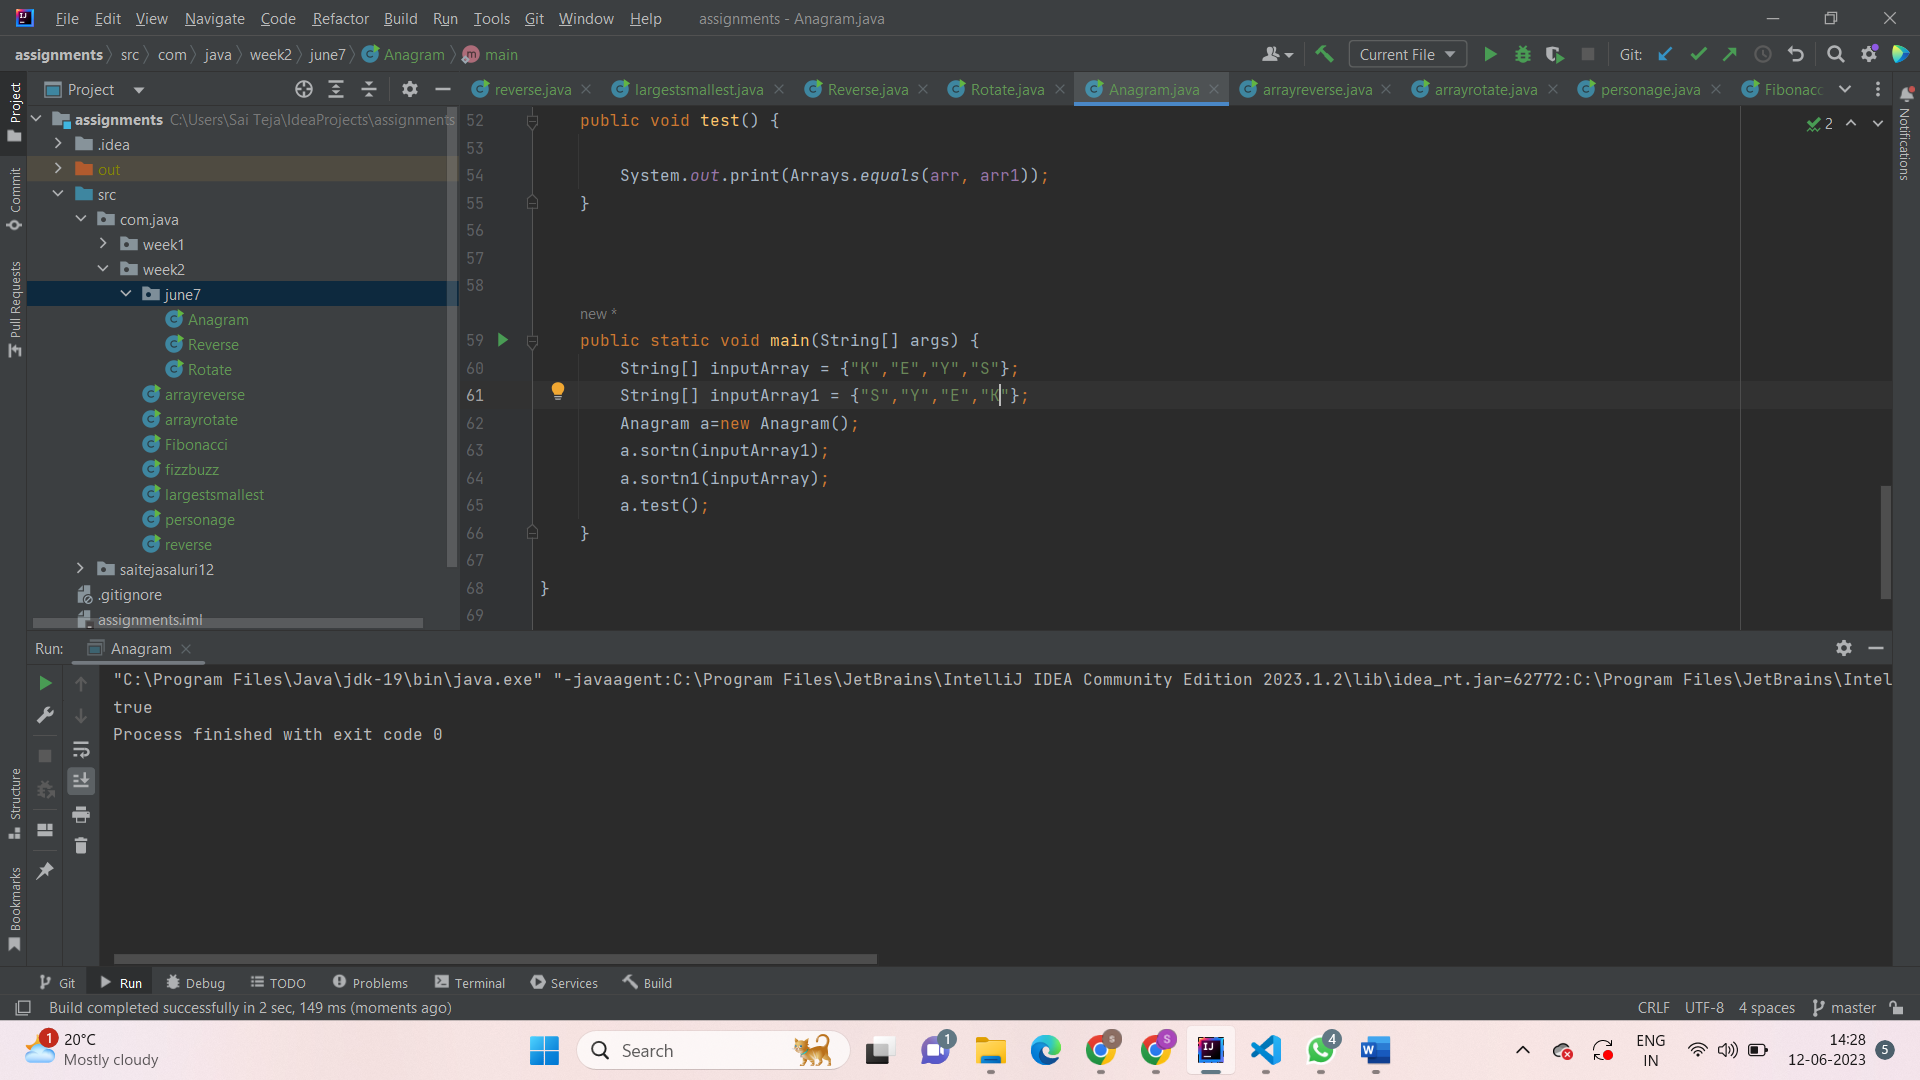 File Edit View Navigate Code Refactor Build Run Tools Git Window Help assignments - Anagram.java
assignments src com java week2 june7 Anagram main Current File Git:
Project
reverse.java largestsmallest.java Reverse.java Rotate.java Anagram.java arrayreverse.java arrayrotate.java personage.java Fibonacc
Project
Commit
Pull Requests
Structure
Bookmarks
Notifications
assignments C:\Users\Sai Teja\IdeaProjects\assignments
.idea
out
src
com.java
week1
week2
june7
Anagram
Reverse
Rotate
arrayreverse
arrayrotate
Fibonacci
fizzbuzz
largestsmallest
personage
reverse
saitejasaluri12
.gitignore
assignments.iml
2
52 public void test() {
53
54 System.out.print(Arrays.equals(arr, arr1));
55 }
56
57
58
new *
59 public static void main(String[] args) {
60 String[] inputArray = {"K","E","Y","S"};
61 String[] inputArray1 = {"S","Y","E","K"};
62 Anagram a=new Anagram();
63 a.sortn(inputArray1);
64 a.sortn1(inputArray);
65 a.test();
66 }
67
68 }
69
Run: Anagram
"C:\Program Files\Java\jdk-19\bin\java.exe" "-javaagent:C:\Program Files\JetBrains\IntelliJ IDEA Community Edition 2023.1.2\lib\idea_rt.jar=62772:C:\Program Files\JetBrains\Intel
true
Process finished with exit code 0
Git Run Debug TODO Problems Terminal Services Build
Build completed successfully in 2 sec, 149 ms (moments ago) CRLF UTF-8 4 spaces master
1 20°C
Mostly cloudy
Search
1
S
S
IJ
4
W
ENG
IN
14:28
12-06-2023
5